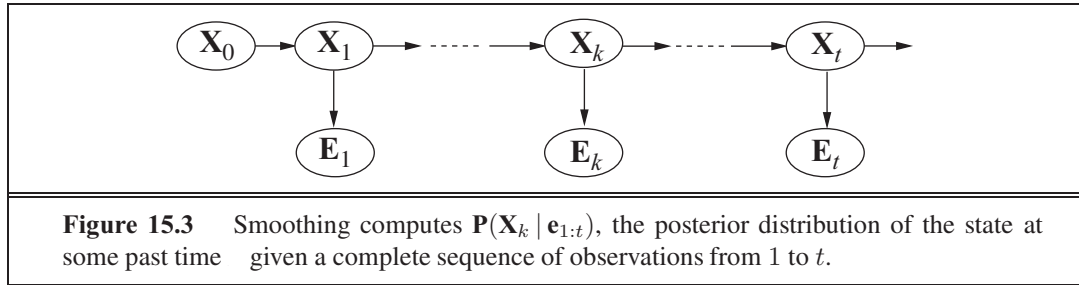 X₀ X₁ Xₖ Xₜ
E₁ Eₖ Eₜ
Figure 15.3 Smoothing computes P(Xₖ | e₁:ₜ), the posterior distribution of the state at
some past time given a complete sequence of observations from 1 to t.